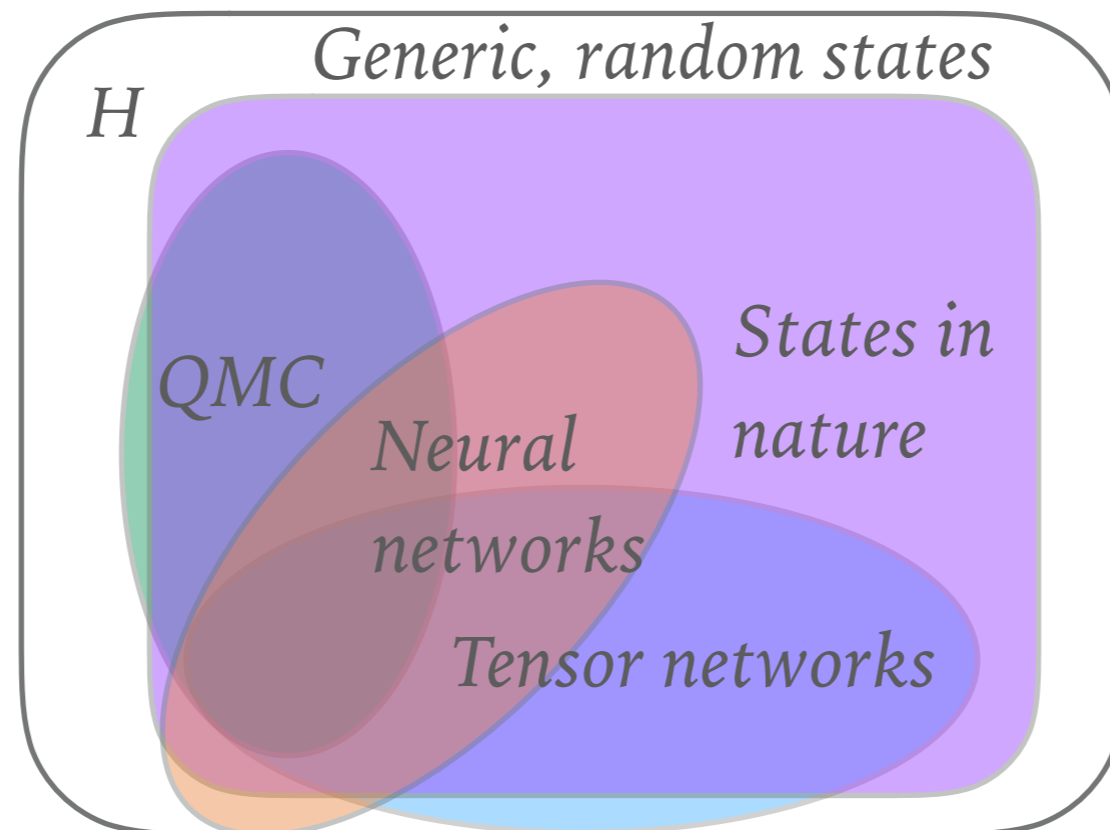 Generic, random states
H
States in
nature
QMC
Neural
networks
Tensor networks